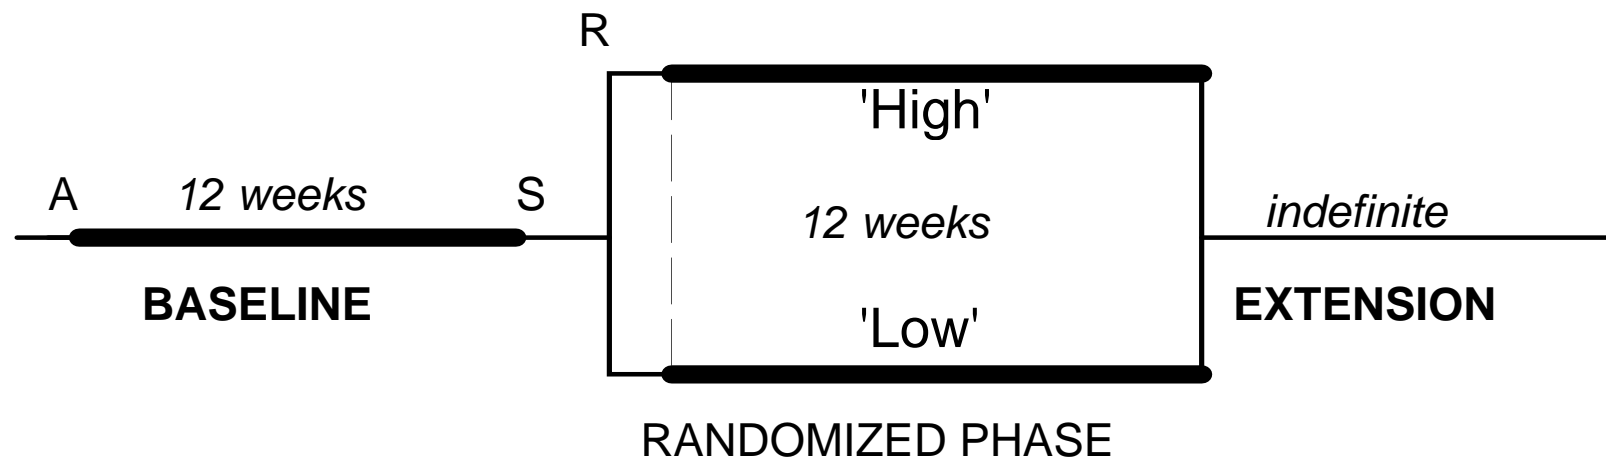 R
'High'
A 12 weeks S
12 weeks
indefinite
BASELINE
'Low'
EXTENSION
RANDOMIZED PHASE